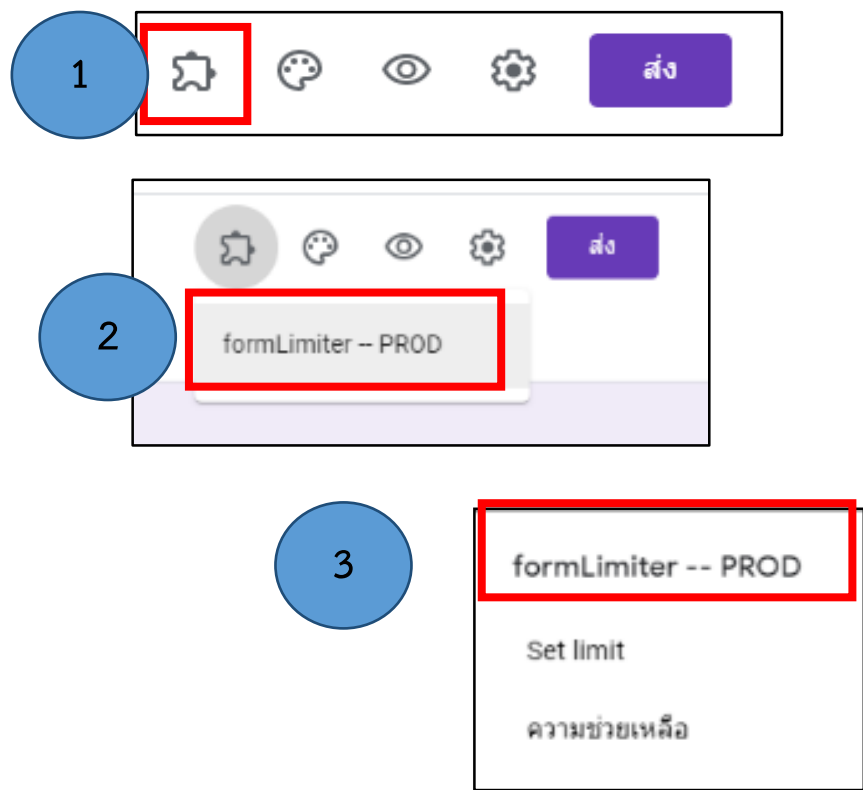 1
ส่ง
ส่ง
2
formLimiter -- PROD
3
formLimiter -- PROD
Set limit
ความช่วยเหลือ